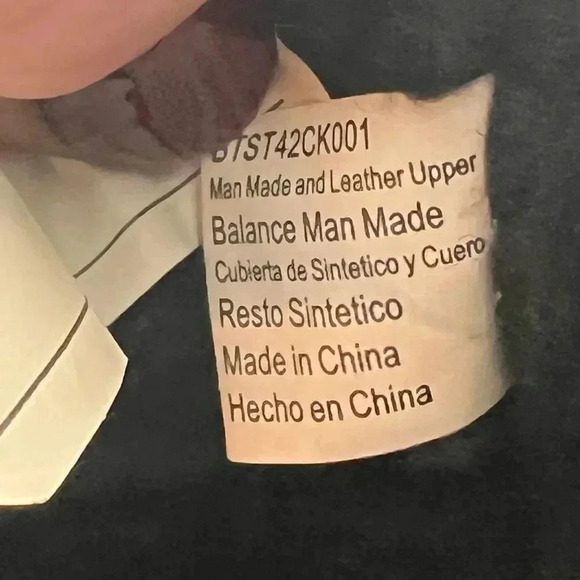 BTST42CK001
Man Made and Leather Upper
Balance Man Made
Cubierta de Sintetico y Cuero
Resto Sintetico
Made in China
Hecho en China